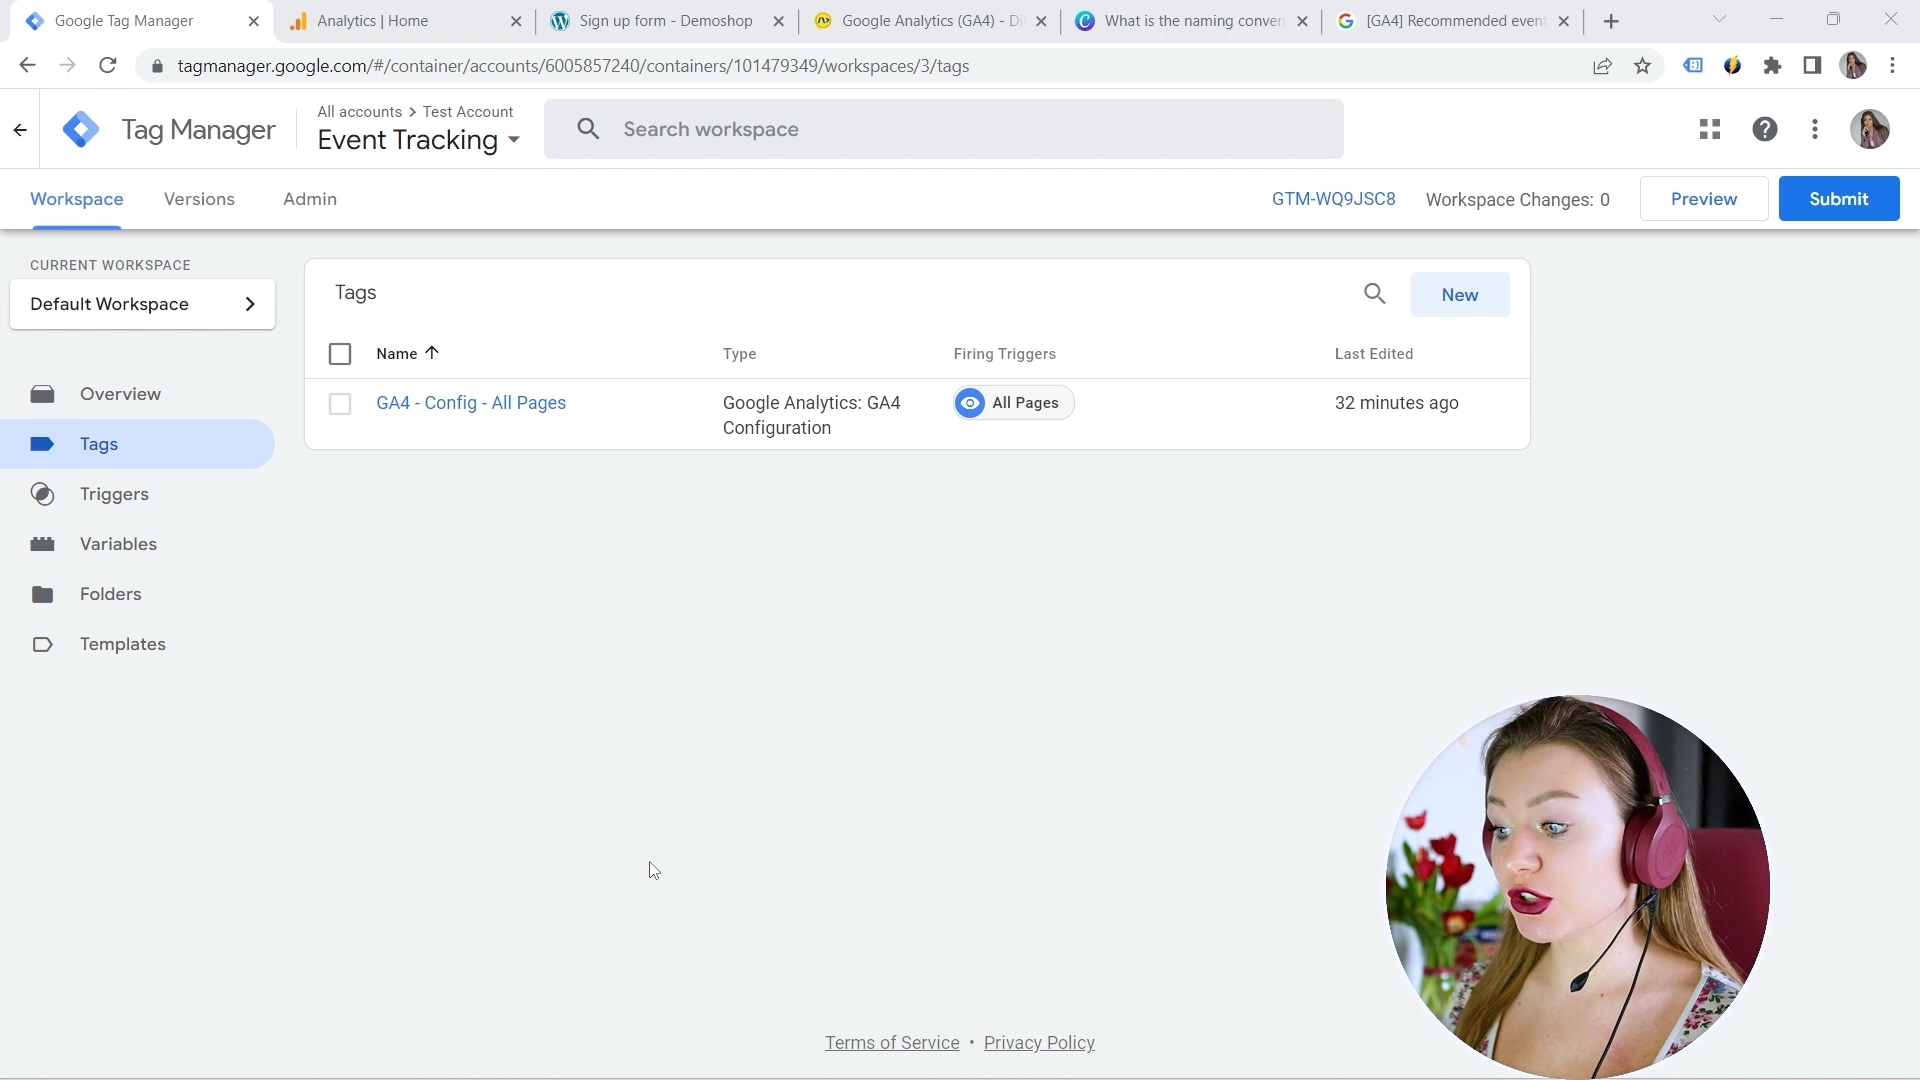 Google Tag Manager
Analytics | Home
Sign up form - Demoshop
Google Analytics (GA4) - Di
What is the naming conven
[GA4] Recommended event
tagmanager.google.com/#/container/accounts/6005857240/containers/101479349/workspaces/3/tags
Tag Manager
All accounts > Test Account
Event Tracking
Search workspace
Workspace
Versions
Admin
GTM-WQ9JSC8
Workspace Changes: 0
Preview
Submit
CURRENT WORKSPACE
Default Workspace
Overview
Tags
Triggers
Variables
Folders
Templates
Tags
New
Name
Type
Firing Triggers
Last Edited
GA4 - Config - All Pages
Google Analytics: GA4
Configuration
All Pages
32 minutes ago
Terms of Service • Privacy Policy